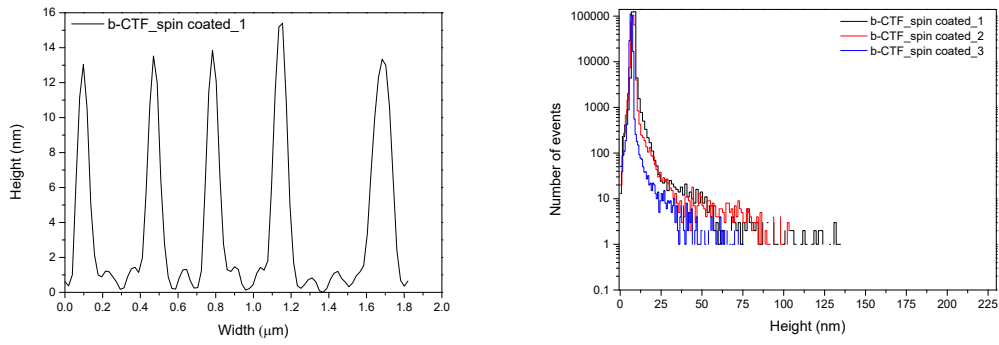 b-CTF_spin coated_1
16
14
12
10
8
6
4
2
0
Height (nm)
0.0 0.2 0.4 0.6 0.8 1.0 1.2 1.4 1.6 1.8 2.0
Width (μm)
b-CTF_spin coated_1
b-CTF_spin coated_2
b-CTF_spin coated_3
100000
10000
1000
100
10
1
0.1
Number of events
0 25 50 75 100 125 150 175 200 225
Height (nm)